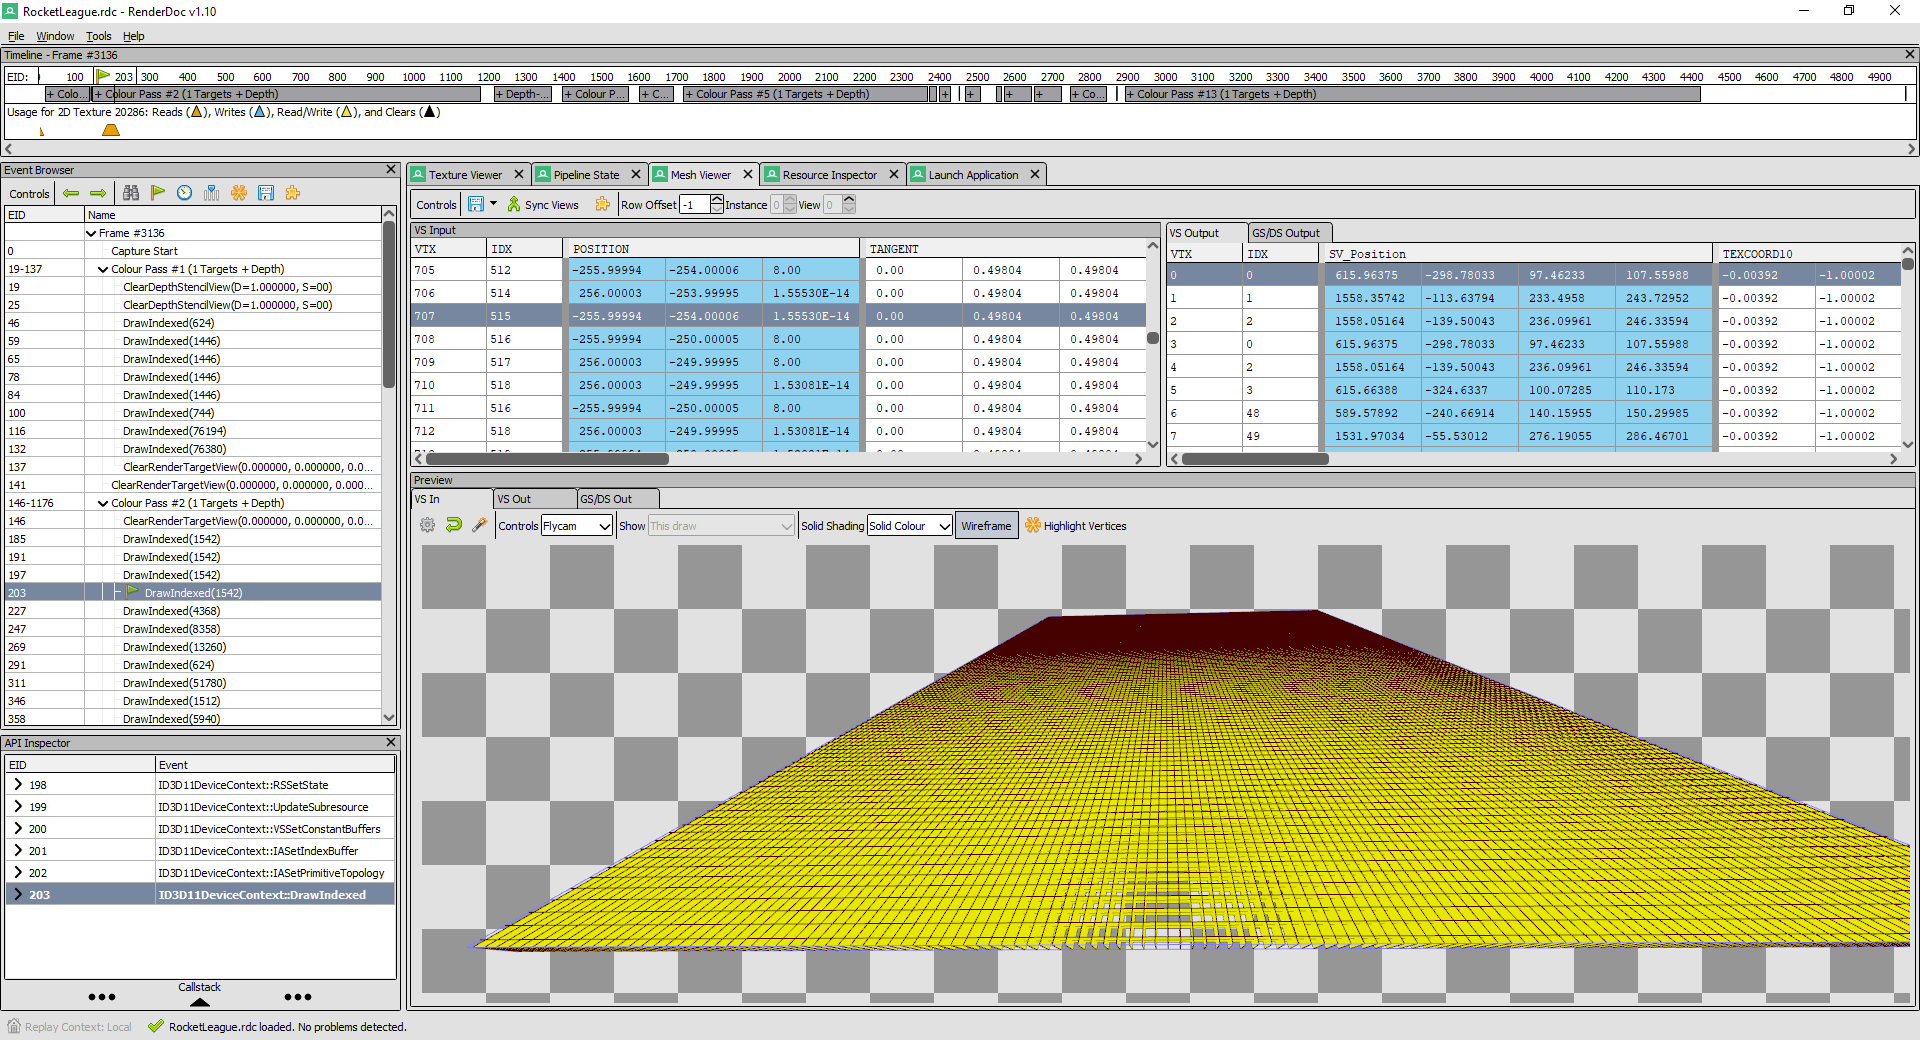 RocketLeague.rdc - RenderDoc v1.10
File Window Tools Help
Timeline - Frame #3136
EID: 100 203 300 400 500 600 700 800 900 1000 1100 1200 1300 1400 1500 1600 1700 1800 1900 2000 2100 2200 2300 2400 2500 2600 2700 2800 2900 3000 3100 3200 3300 3400 3500 3600 3700 3800 3900 4000 4100 4200 4300 4400 4500 4600 4700 4800 4900
+ Colo... + Colour Pass #2 (1 Targets + Depth) + Depth-... + Colour P... + C... + Colour Pass #5 (1 Targets + Depth) + + + + + Co... + Colour Pass #13 (1 Targets + Depth)
Usage for 2D Texture 20286: Reads (▲), Writes (▲), Read/Write (▲), and Clears (▲)
Event Browser
Controls
EID Name
Frame #3136
0 Capture Start
19-137 Colour Pass #1 (1 Targets + Depth)
19 ClearDepthStencilView(D=1.000000, S=00)
25 ClearDepthStencilView(D=1.000000, S=00)
46 DrawIndexed(624)
59 DrawIndexed(1446)
65 DrawIndexed(1446)
78 DrawIndexed(1446)
84 DrawIndexed(1446)
100 DrawIndexed(744)
116 DrawIndexed(76194)
132 DrawIndexed(76380)
137 ClearRenderTargetView(0.000000, 0.000000, 0.0...
141 ClearRenderTargetView(0.000000, 0.000000, 0.000...
146-1176 Colour Pass #2 (1 Targets + Depth)
146 ClearRenderTargetView(0.000000, 0.000000, 0.0...
185 DrawIndexed(1542)
191 DrawIndexed(1542)
197 DrawIndexed(1542)
203 DrawIndexed(1542)
227 DrawIndexed(4368)
247 DrawIndexed(8358)
269 DrawIndexed(13260)
291 DrawIndexed(624)
311 DrawIndexed(51780)
346 DrawIndexed(1512)
358 DrawIndexed(5940)
API Inspector
EID Event
198 ID3D11DeviceContext::RSSetState
199 ID3D11DeviceContext::UpdateSubresource
200 ID3D11DeviceContext::VSSetConstantBuffers
201 ID3D11DeviceContext::IASetIndexBuffer
202 ID3D11DeviceContext::IASetPrimitiveTopology
203 ID3D11DeviceContext::DrawIndexed
Callstack
Texture Viewer Pipeline State Mesh Viewer Resource Inspector Launch Application
Controls Sync Views Row Offset -1 Instance 0 View 0
VS Input
VTX IDX POSITION TANGENT
705 512 -255.99994 -254.00006 8.00 0.00 0.49804 0.49804
706 514 256.00003 -253.99995 1.55530E-14 0.00 0.49804 0.49804
707 515 -255.99994 -254.00006 1.55530E-14 0.00 0.49804 0.49804
708 516 -255.99994 -250.00005 8.00 0.00 0.49804 0.49804
709 517 256.00003 -249.99995 8.00 0.00 0.49804 0.49804
710 518 256.00003 -249.99995 1.53081E-14 0.00 0.49804 0.49804
711 516 -255.99994 -250.00005 8.00 0.00 0.49804 0.49804
712 518 256.00003 -249.99995 1.53081E-14 0.00 0.49804 0.49804
VS Output GS/DS Output
VTX IDX SV_Position TEXCOORD10
0 0 615.96375 -298.78033 97.46233 107.55988 -0.00392 -1.00002
1 1 1558.35742 -113.63794 233.4958 243.72952 -0.00392 -1.00002
2 2 1558.05164 -139.50043 236.09961 246.33594 -0.00392 -1.00002
3 0 615.96375 -298.78033 97.46233 107.55988 -0.00392 -1.00002
4 2 1558.05164 -139.50043 236.09961 246.33594 -0.00392 -1.00002
5 3 615.66388 -324.6337 100.07285 110.173 -0.00392 -1.00002
6 48 589.57892 -240.66914 140.15955 150.29985 -0.00392 -1.00002
7 49 1531.97034 -55.53012 276.19055 286.46701 -0.00392 -1.00002
Preview
VS In VS Out GS/DS Out
Controls Flycam Show This draw Solid Shading Solid Colour Wireframe Highlight Vertices
Replay Context: Local RocketLeague.rdc loaded. No problems detected.